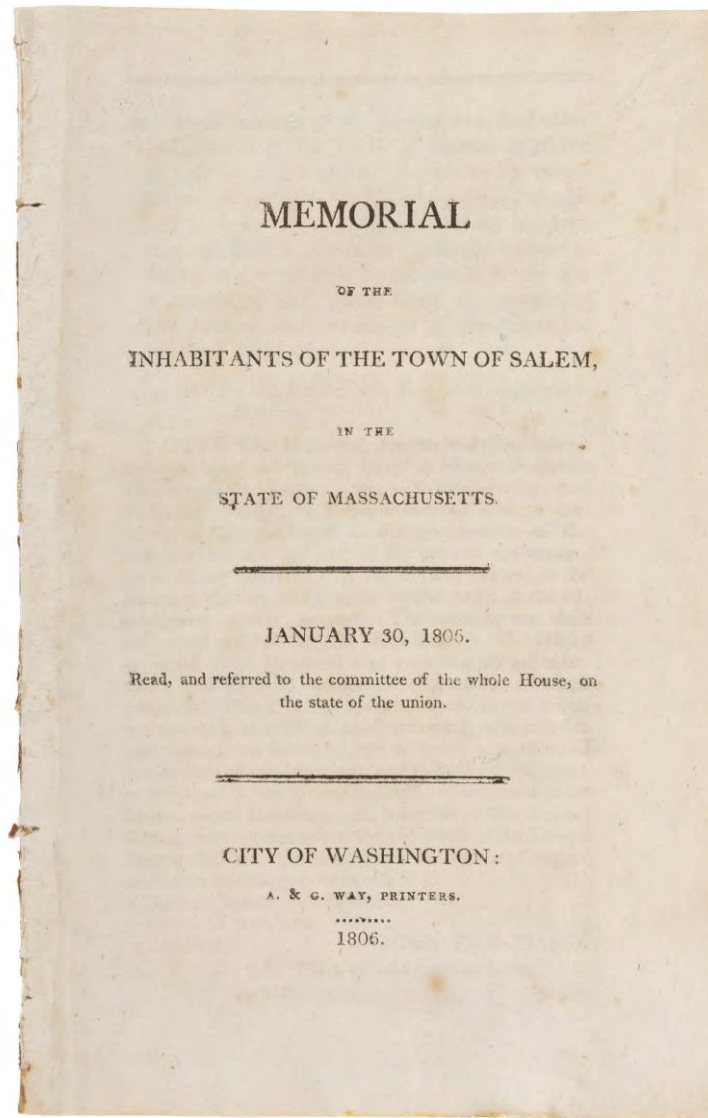 MEMORIAL
OF THE
INHABITANTS OF THE TOWN OF SALEM,
IN THE
STATE OF MASSACHUSETTS.
JANUARY 30, 1806.
Read, and referred to the committee of the whole House, on
the state of the union.
CITY OF WASHINGTON:
A. & G. WAY, PRINTERS.
.........
1806.